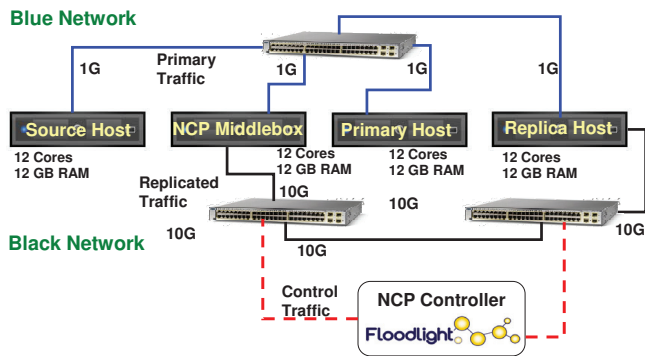 Blue Network
1G
Primary
Traffic
1G
1G
1G
Source Host
NCP Middlebox
Primary Host
Replica Host
12 Cores
12 GB RAM
12 Cores
12 GB RAM
12 Cores
12 GB RAM
12 Cores
12 GB RAM
Replicated
Traffic
10G
10G
10G
10G
10G
Black Network
Control
Traffic
NCP Controller
Floodlight